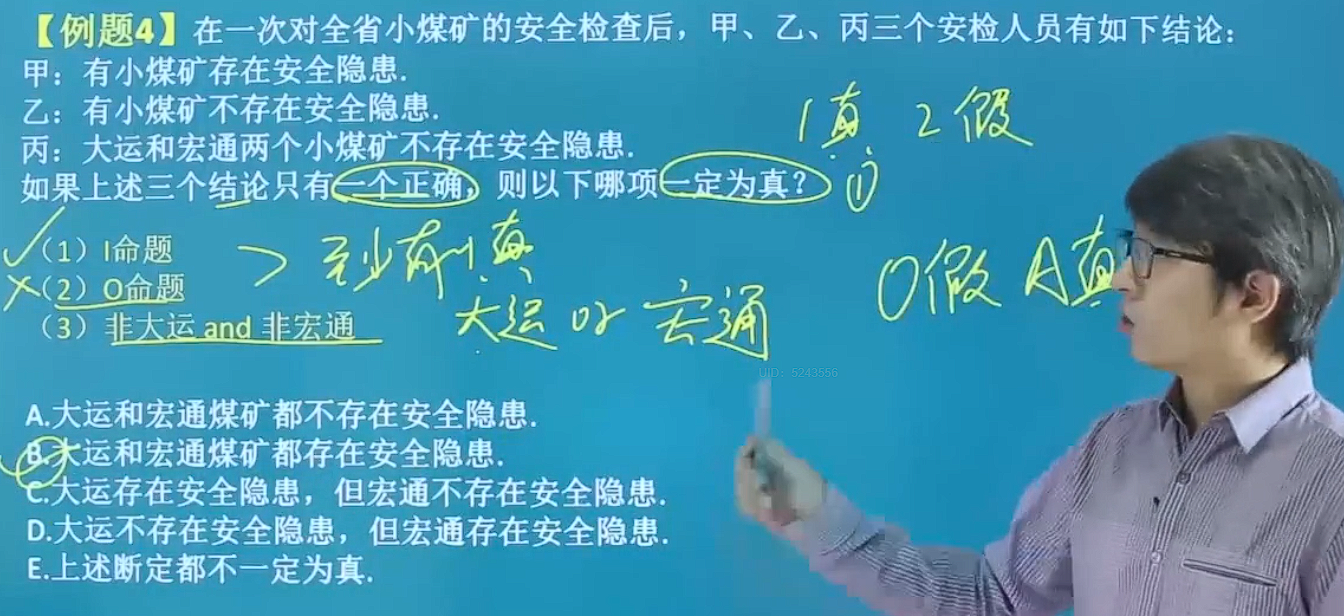 【例题4】在一次对全省小煤矿的安全检查后，甲、乙、丙三个安检人员有如下结论：
甲：有小煤矿存在安全隐患.
乙：有小煤矿不存在安全隐患.
丙：大运和宏通两个小煤矿不存在安全隐患.
1真 2假
如果上述三个结论只有一个正确，则以下哪项一定为真？
①
（1）I命题
> 至少有1真
（2）O命题
O假 A真
（3）非大运 and 非宏通
大运 or 宏通
UID：5243556
A.大运和宏通煤矿都不存在安全隐患.
B.大运和宏通煤矿都存在安全隐患.
C.大运存在安全隐患，但宏通不存在安全隐患.
D.大运不存在安全隐患，但宏通存在安全隐患.
E.上述断定都不一定为真.